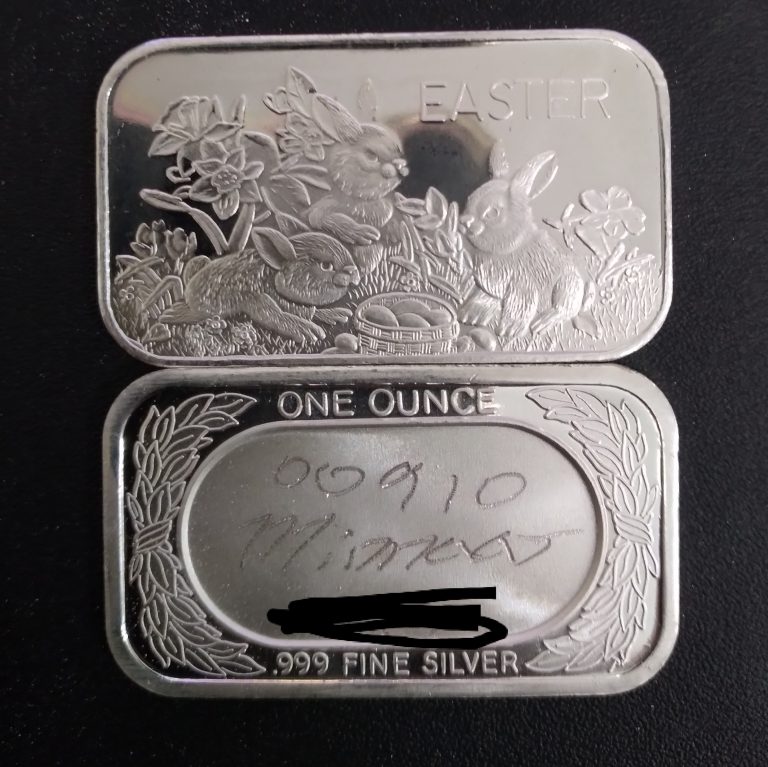 EASTER
ONE OUNCE
00910
.999 FINE SILVER